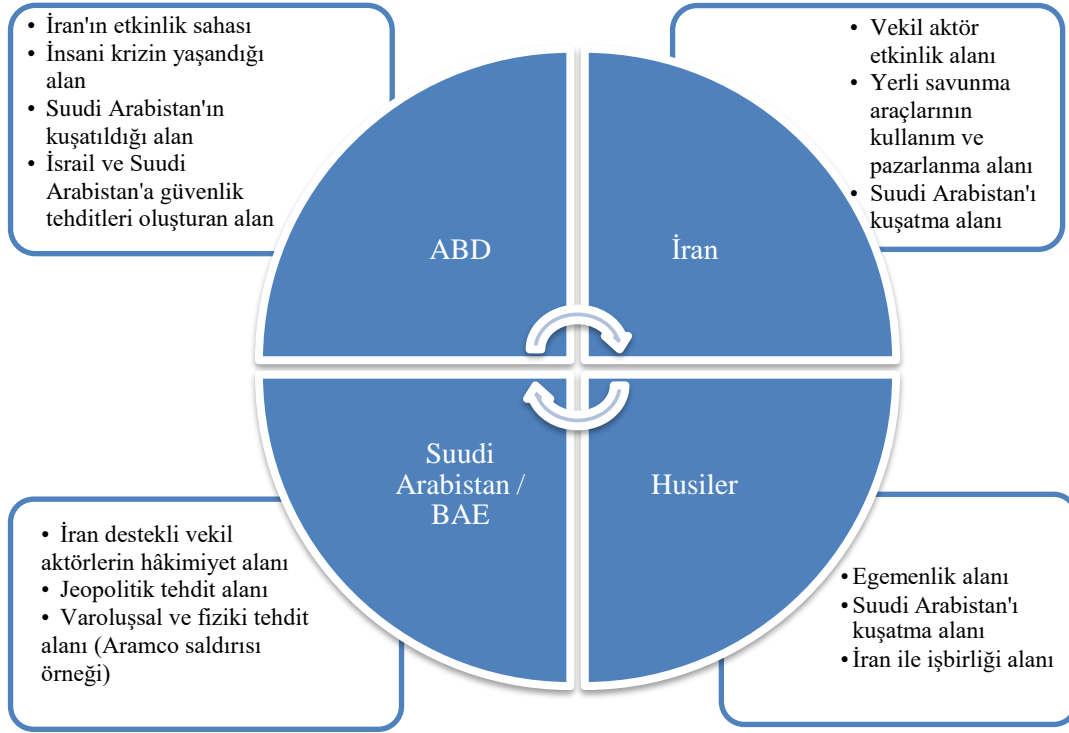 • İran'ın etkinlik sahası
• İnsani krizin yaşandığı
alan
• Suudi Arabistan'ın
kuşatıldığı alan
• İsrail ve Suudi
Arabistan'a güvenlik
tehditleri oluşturan alan
• Vekil aktör
etkinlik alanı
• Yerli savunma
araçlarının
kullanım ve
pazarlanma alanı
• Suudi Arabistan'ı
kuşatma alanı
ABD
İran
Suudi
Arabistan /
BAE
Husiler
• İran destekli vekil
aktörlerin hâkimiyet alanı
• Jeopolitik tehdit alanı
• Varoluşsal ve fiziki tehdit
alanı (Aramco saldırısı
örneği)
• Egemenlik alanı
• Suudi Arabistan'ı
kuşatma alanı
• İran ile işbirliği alanı